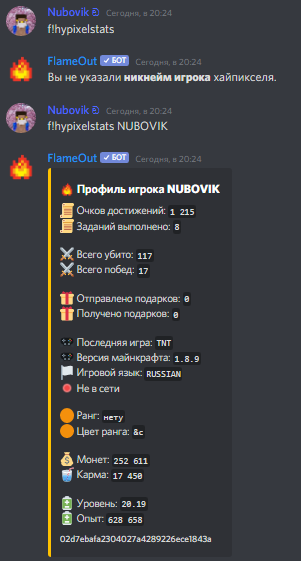 Nubovik Сегодня, в 20:24
f!hypixelstats
FlameOut БОТ Сегодня, в 20:24
Вы не указали никнейм игрока хайпикселя.
Nubovik Сегодня, в 20:24
f!hypixelstats NUBOVIK
FlameOut БОТ Сегодня, в 20:24
Профиль игрока NUBOVIK
Очков достижений: 1 215
Заданий выполнено: 8
Всего убито: 117
Всего побед: 17
Отправлено подарков: 0
Получено подарков: 0
Последняя игра: TNT
Версия майнкрафта: 1.8.9
Игровой язык: RUSSIAN
Не в сети
Ранг: нету
Цвет ранга: &c
Монет: 252 611
Карма: 17 450
Уровень: 20.19
Опыт: 628 658
02d7ebafa2304027a4289226ece1843a